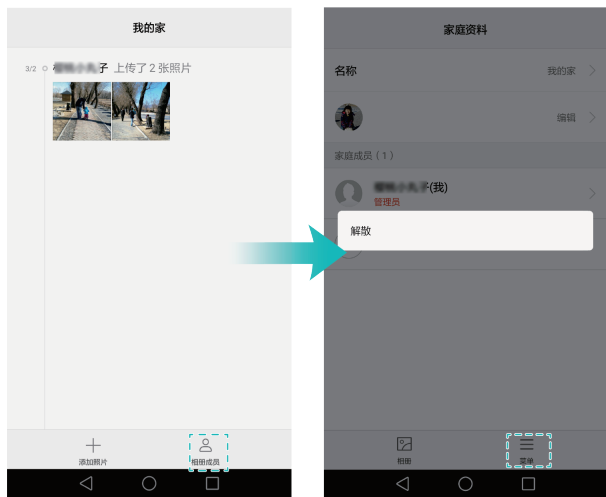 我的家
3/2 子 上传了 2 张照片
添加照片
相册成员
家庭资料
名称 我的家
编辑
家庭成员（1）
(我)
管理员
解散
相册
菜单